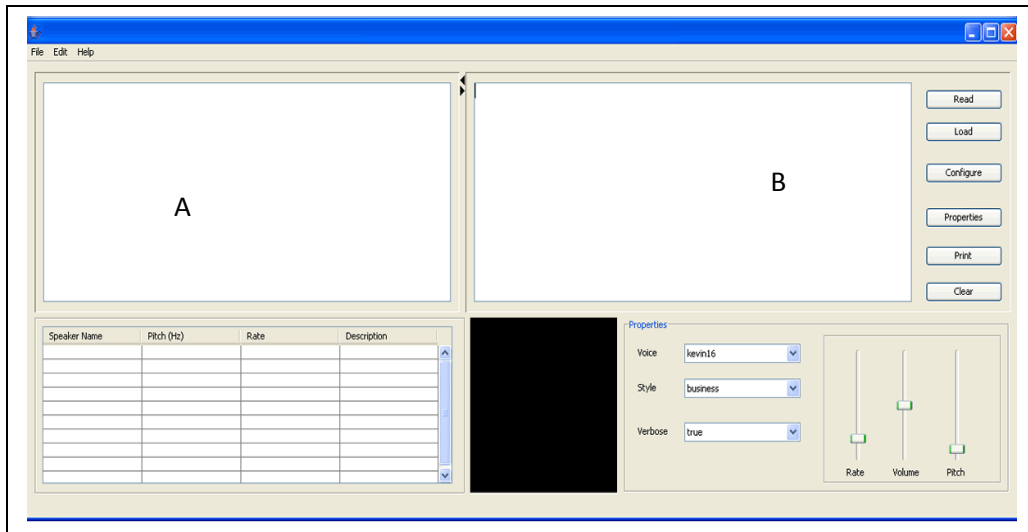 File Edit Help
A
B
Read
Load
Configure
Properties
Print
Clear
Speaker Name Pitch (Hz) Rate Description
Properties
Voice kevin16
Style business
Verbose true
Rate Volume Pitch